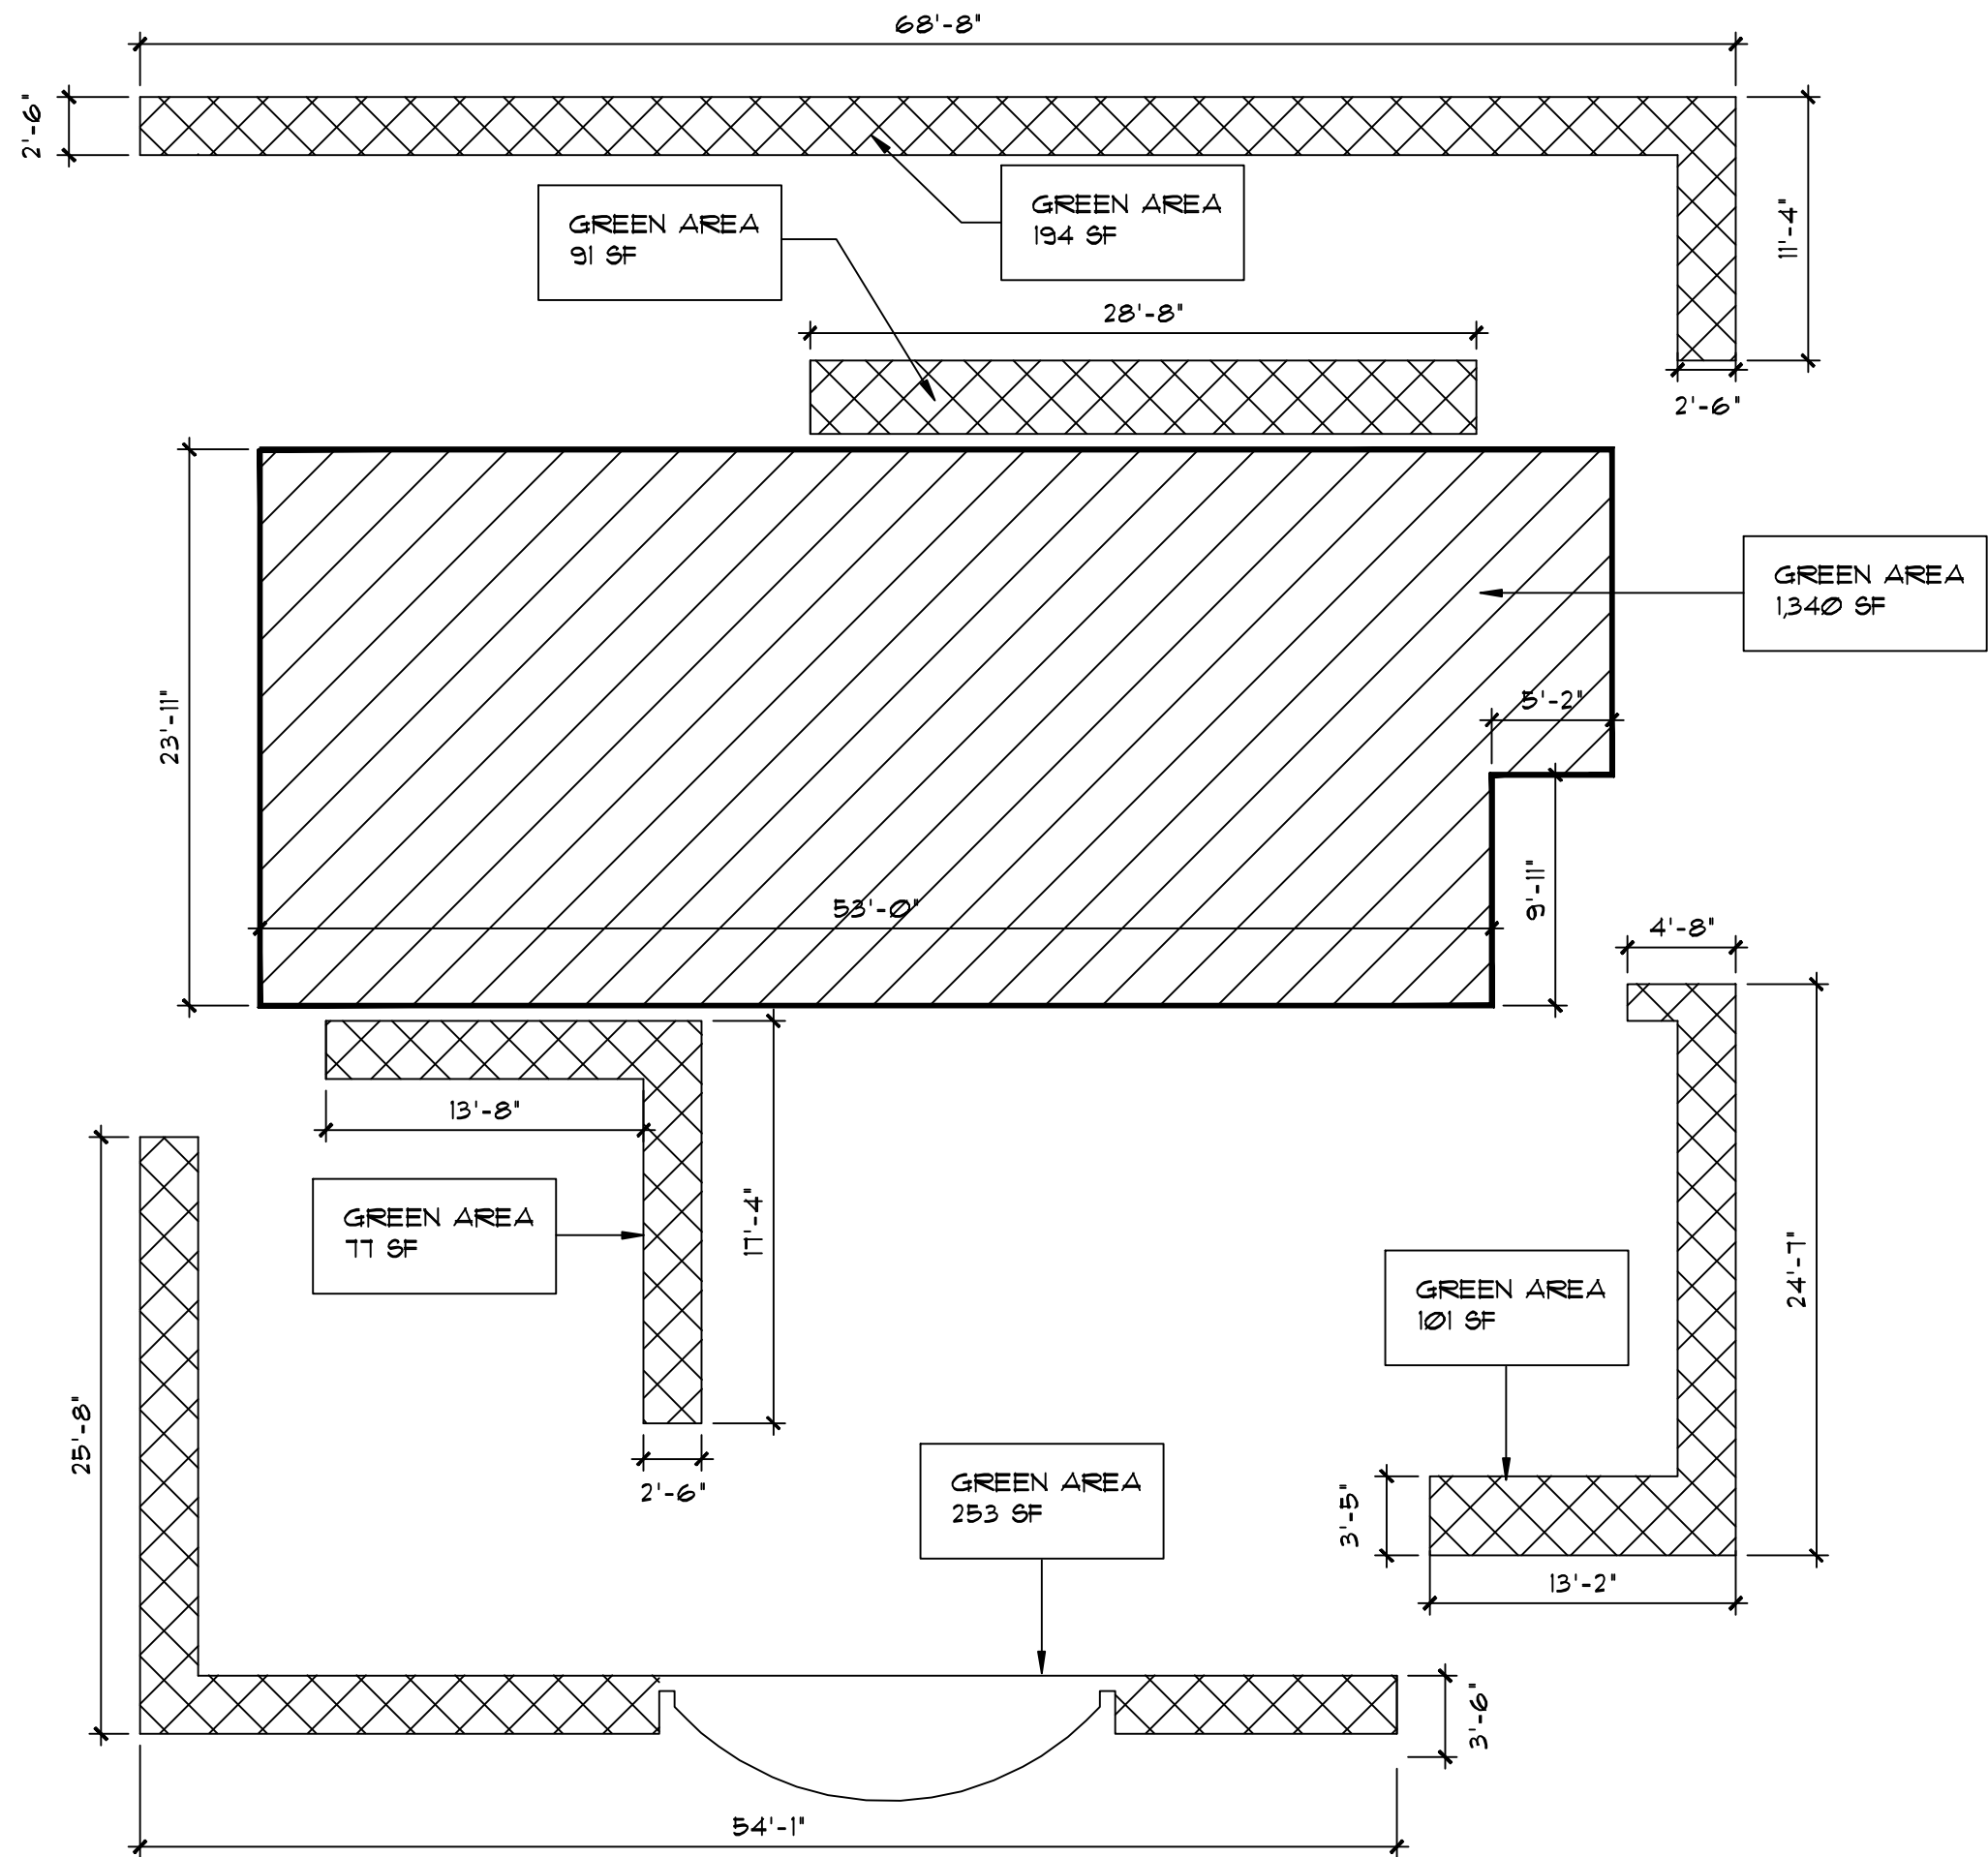 68'-8"
2'-6"
GREEN AREA
194 SF
GREEN AREA
91 SF
11'-4"
28'-8"
2'-6"
GREEN AREA
1,340 SF
23'-11"
5'-2"
9'-11"
53'-0"
4'-8"
13'-8"
GREEN AREA
77 SF
17'-4"
24'-7"
GREEN AREA
101 SF
25'-8"
2'-6"
GREEN AREA
253 SF
3'-5"
13'-2"
3'-6"
54'-1"